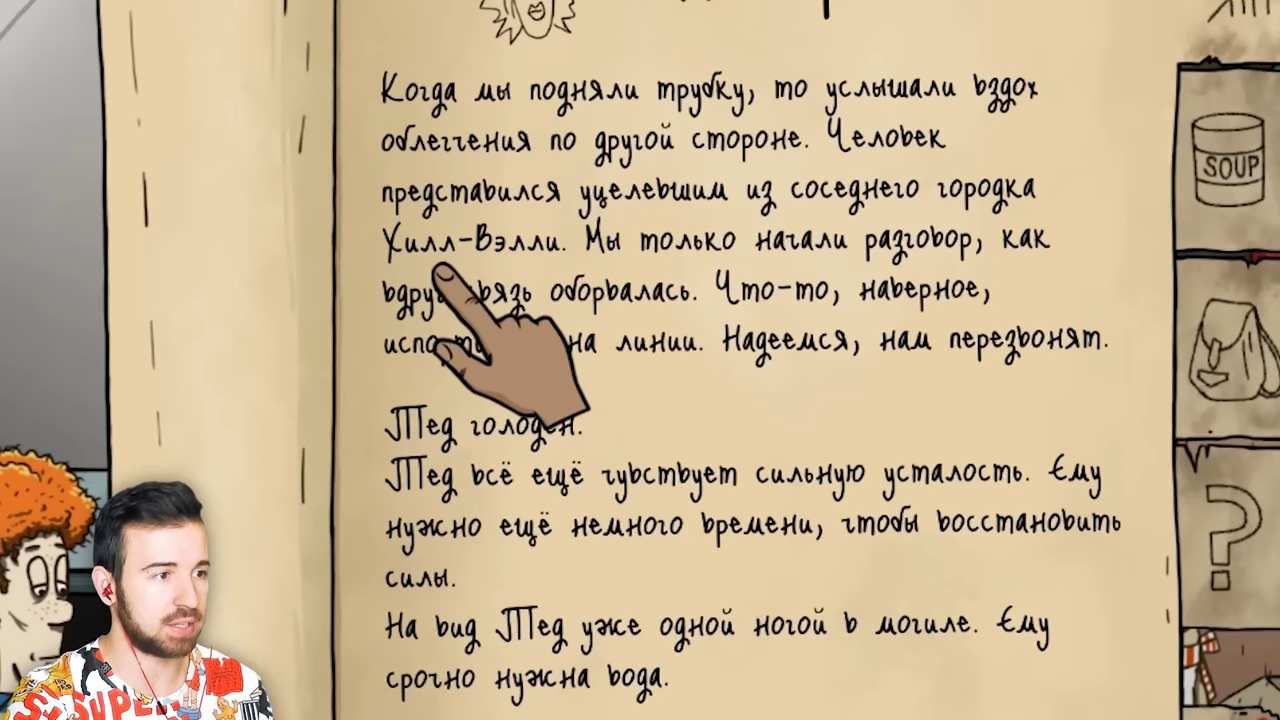 Когда мы подняли трубку, то услышали вздох
облегчения по другой стороне. Человек
представился уцелевшим из соседнего городка
Хилл-Вэлли. Мы только начали разговор, как
вдруг связь оборвалась. Что-то, наверное,
на линии. Надеемся, нам перезвонят.
Тед голоден.
Тед всё ещё чувствует сильную усталость. Ему
нужно ещё немного времени, чтобы восстановить
силы.
На вид Тед уже одной ногой в могиле. Ему
срочно нужна вода.
SOUP
?
SUPER